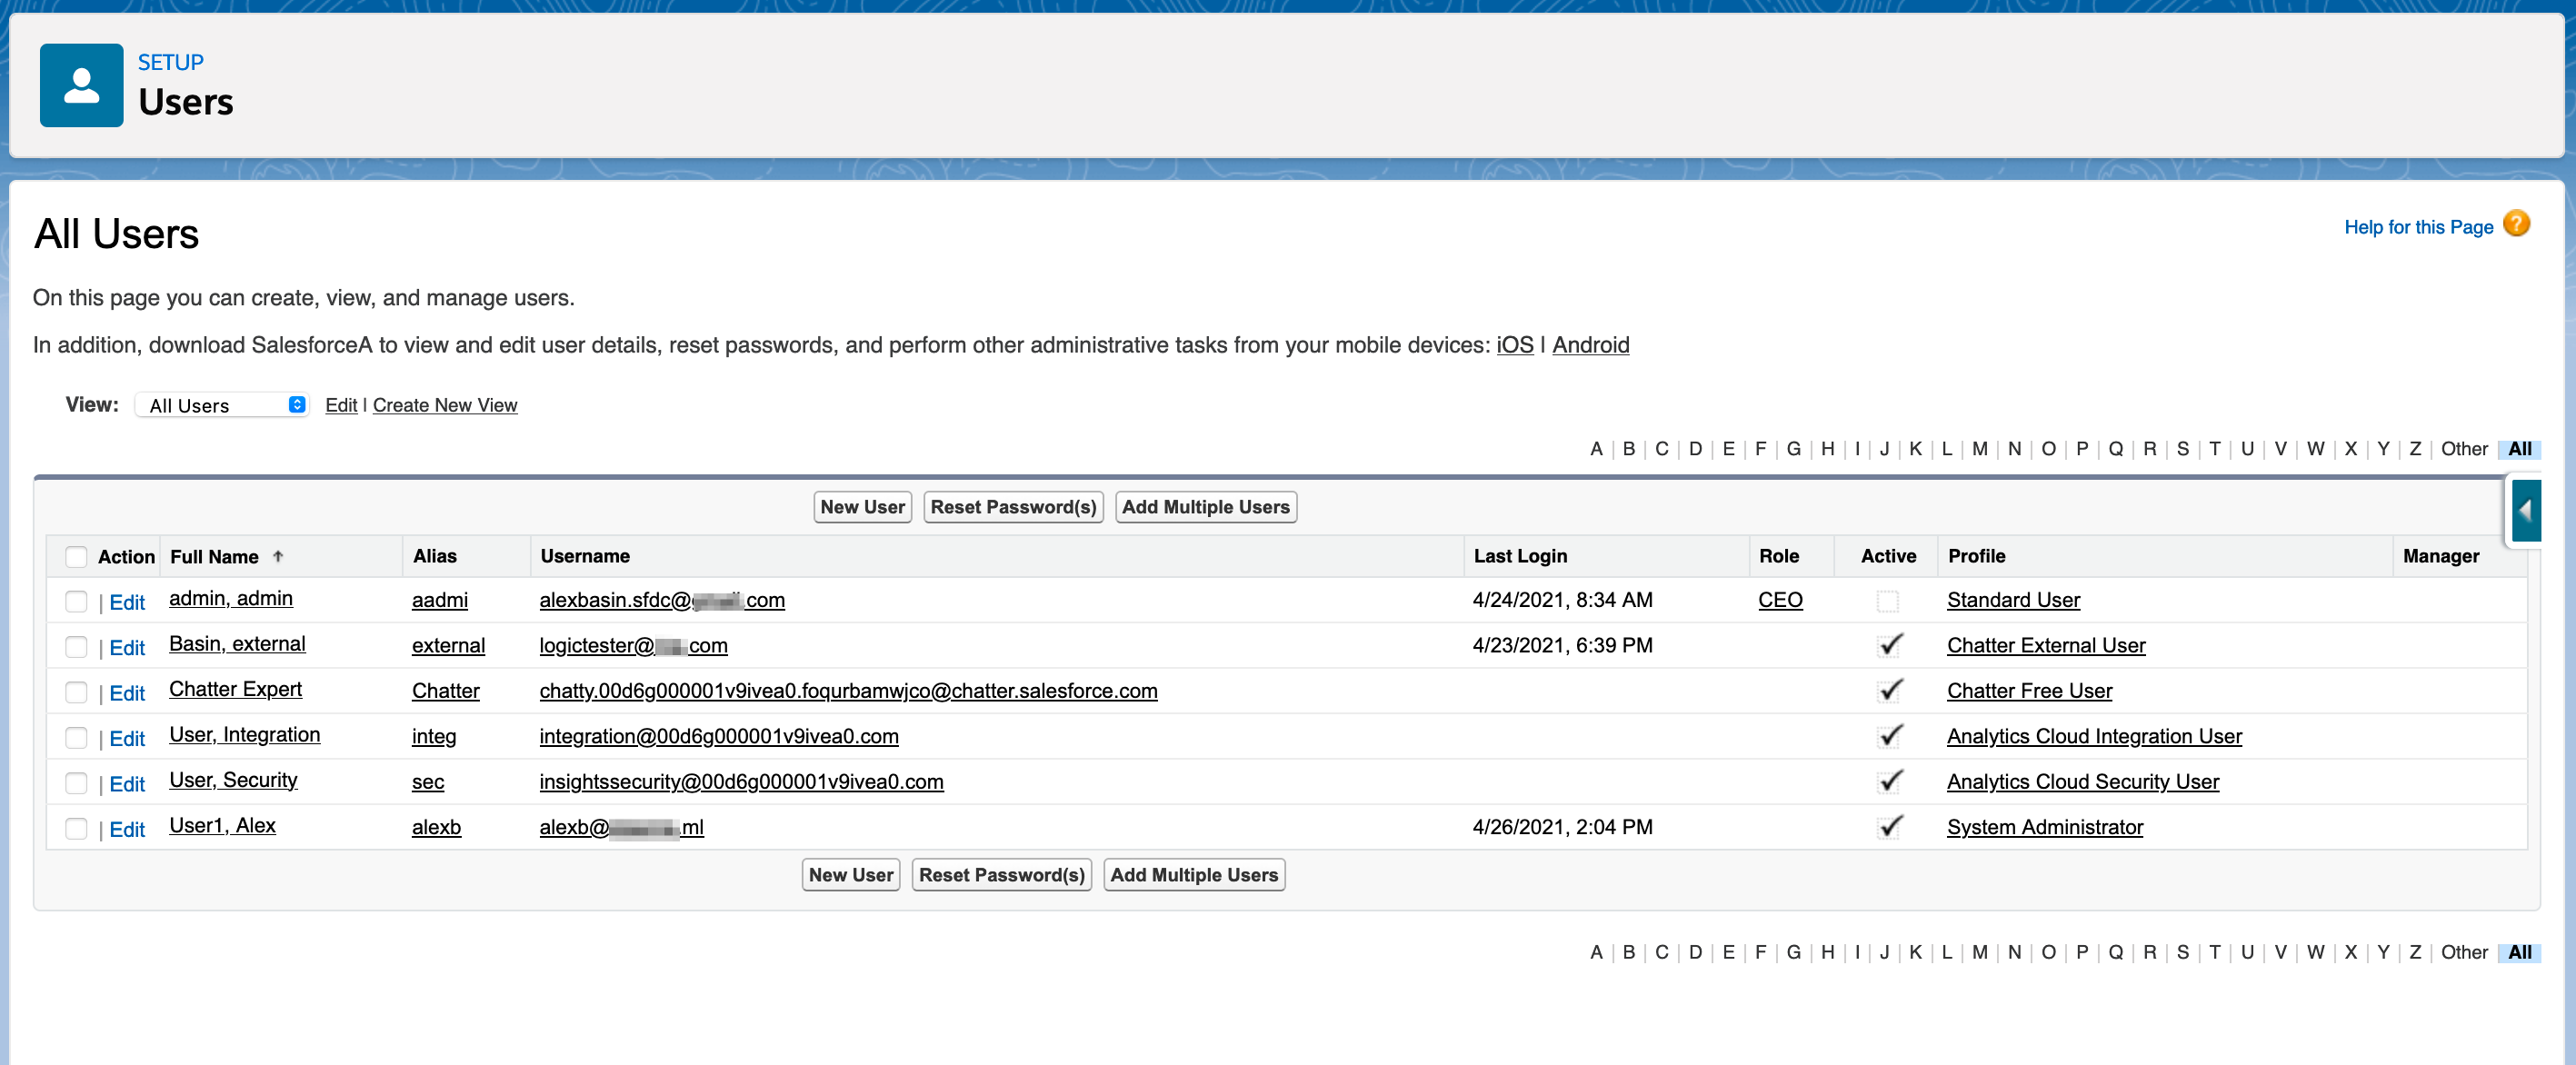 SETUP
Users
All Users
Help for this Page ?
On this page you can create, view, and manage users.
In addition, download SalesforceA to view and edit user details, reset passwords, and perform other administrative tasks from your mobile devices: iOS | Android
View: All Users Edit | Create New View
A | B | C | D | E | F | G | H | I | J | K | L | M | N | O | P | Q | R | S | T | U | V | W | X | Y | Z | Other | All
New User Reset Password(s) Add Multiple Users
Action Full Name ↑ Alias Username Last Login Role Active Profile Manager
| Edit admin, admin aadmi alexbasin.sfdc@ .com 4/24/2021, 8:34 AM CEO Standard User
| Edit Basin, external external logictester@ .com 4/23/2021, 6:39 PM Chatter External User
| Edit Chatter Expert Chatter chatty.00d6g000001v9ivea0.foqurbamwjco@chatter.salesforce.com Chatter Free User
| Edit User, Integration integ integration@00d6g000001v9ivea0.com Analytics Cloud Integration User
| Edit User, Security sec insightssecurity@00d6g000001v9ivea0.com Analytics Cloud Security User
| Edit User1, Alex alexb alexb@ .ml 4/26/2021, 2:04 PM System Administrator
New User Reset Password(s) Add Multiple Users
A | B | C | D | E | F | G | H | I | J | K | L | M | N | O | P | Q | R | S | T | U | V | W | X | Y | Z | Other | All